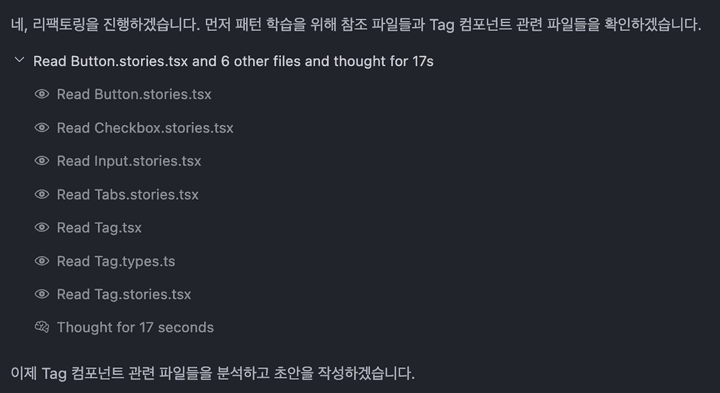 네, 리팩토링을 진행하겠습니다. 먼저 패턴 학습을 위해 참조 파일들과 Tag 컴포넌트 관련 파일들을 확인하겠습니다.
Read Button.stories.tsx and 6 other files and thought for 17s
Read Button.stories.tsx
Read Checkbox.stories.tsx
Read Input.stories.tsx
Read Tabs.stories.tsx
Read Tag.tsx
Read Tag.types.ts
Read Tag.stories.tsx
Thought for 17 seconds
이제 Tag 컴포넌트 관련 파일들을 분석하고 초안을 작성하겠습니다.